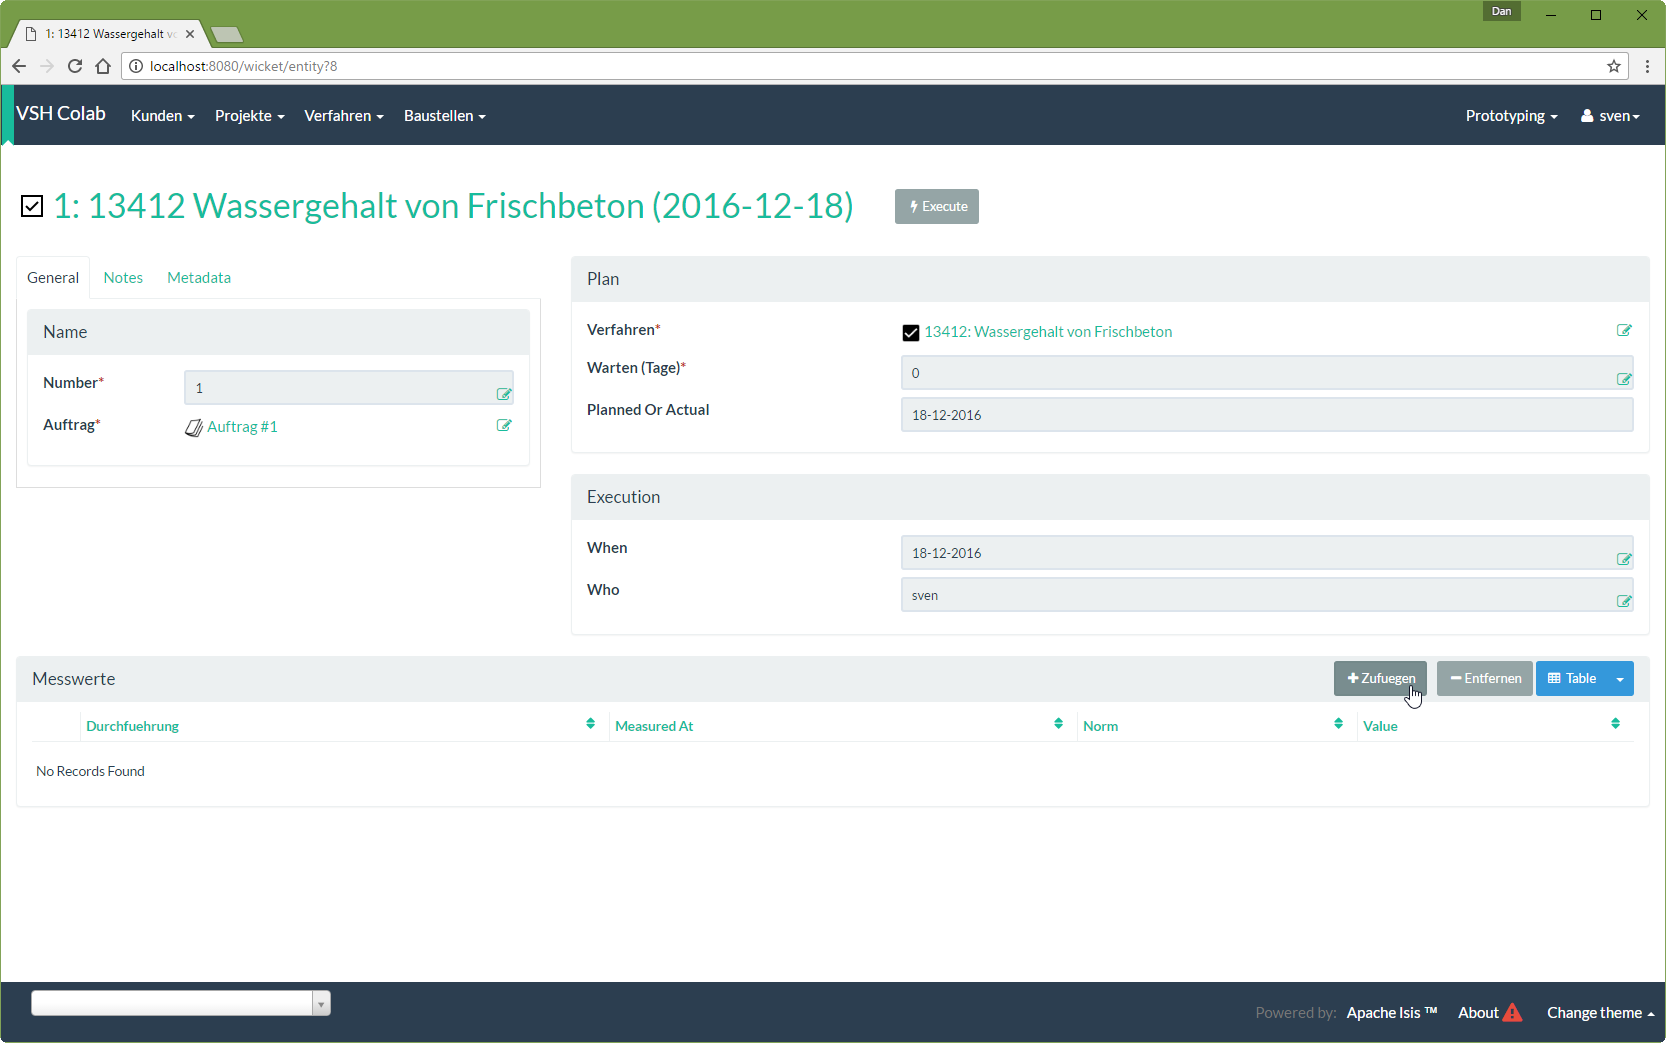 Dan
1: 13412 Wassergehalt vo
localhost:8080/wicket/entity?8
VSH Colab Kunden Projekte Verfahren Baustellen Prototyping sven
1: 13412 Wassergehalt von Frischbeton (2016-12-18) Execute
General Notes Metadata
Name
Number* 1
Auftrag* Auftrag #1
Plan
Verfahren* 13412: Wassergehalt von Frischbeton
Warten (Tage)* 0
Planned Or Actual 18-12-2016
Execution
When 18-12-2016
Who sven
Messwerte Zufuegen Entfernen Table
Durchfuehrung Measured At Norm Value
No Records Found
Powered by: Apache Isis ™ About Change theme